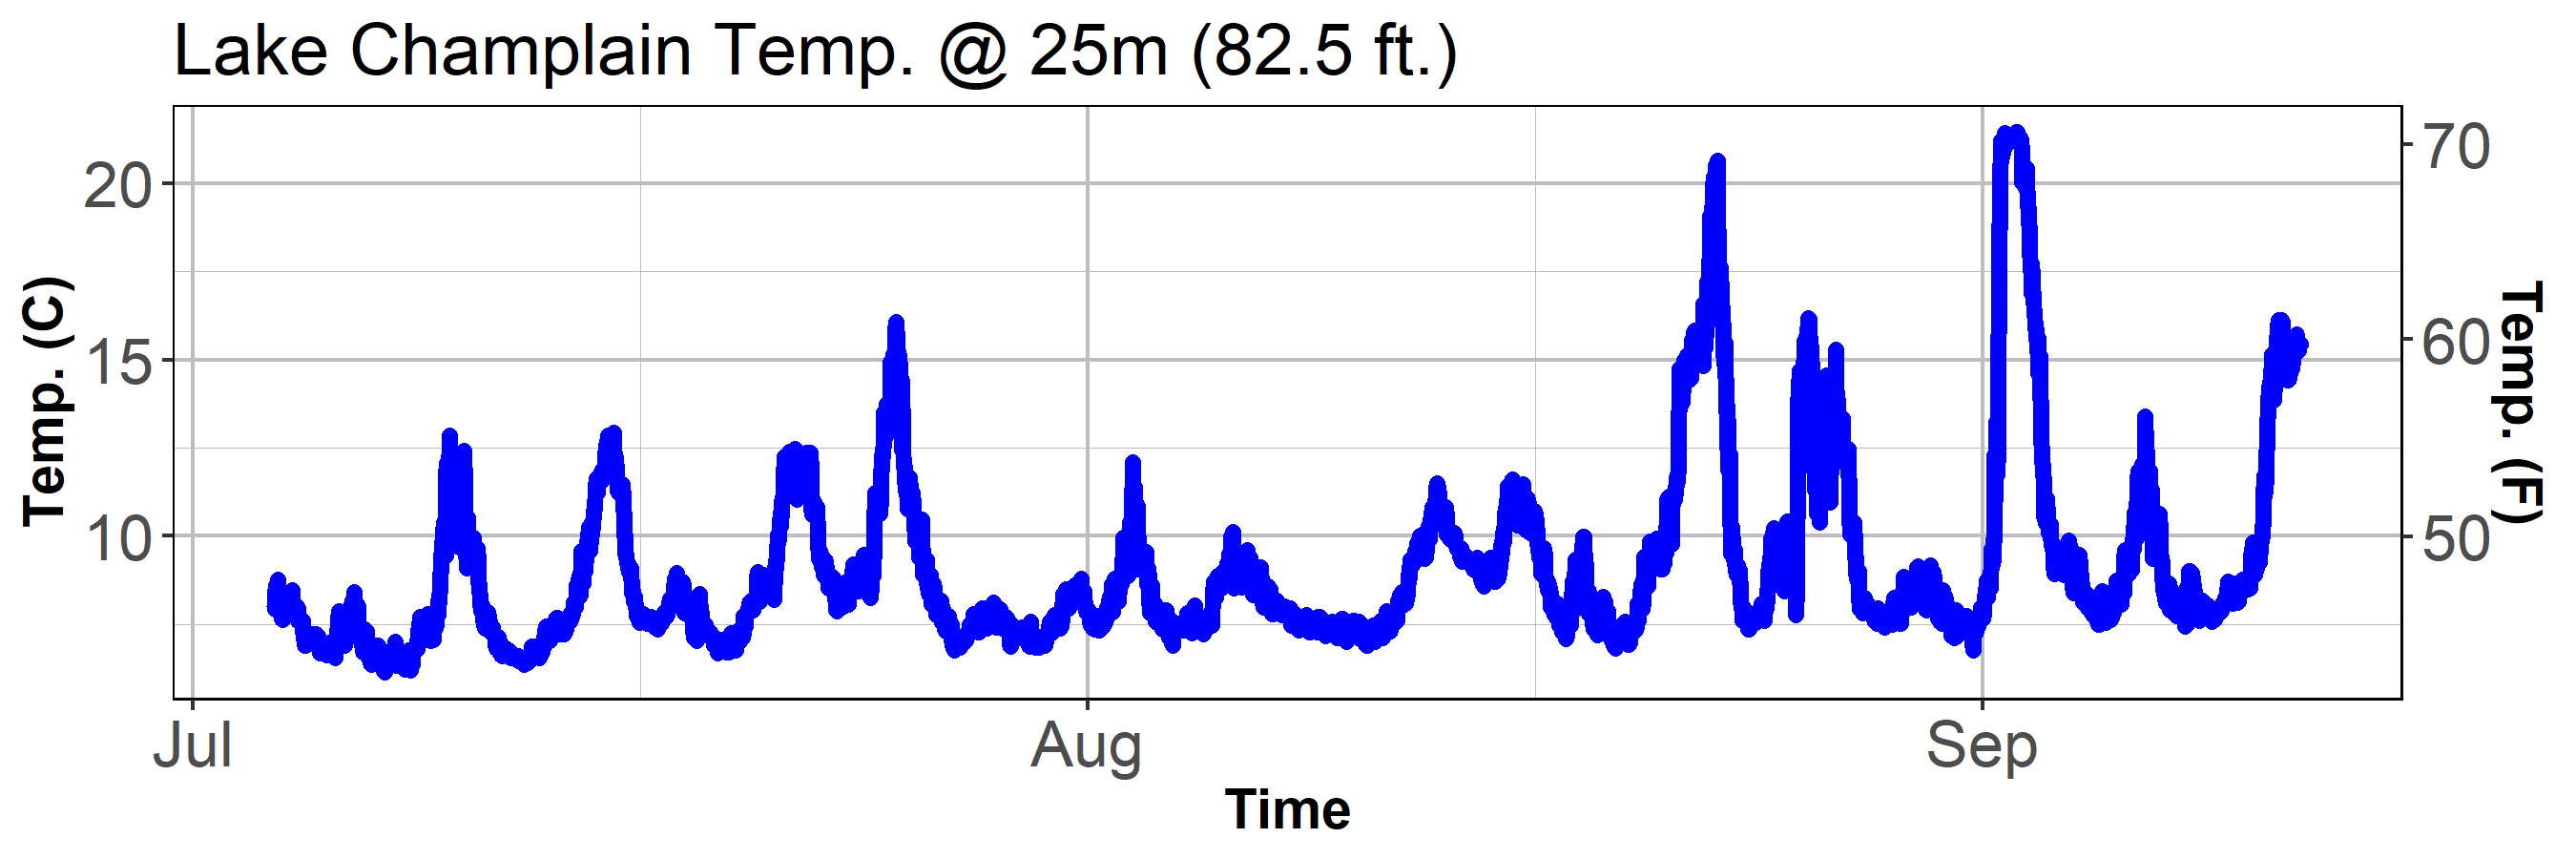 Lake Champlain Temp. @ 25m (82.5 ft.)
Temp. (C)
20
15
10
70
60
50
Temp. (F)
Jul
Aug
Sep
Time